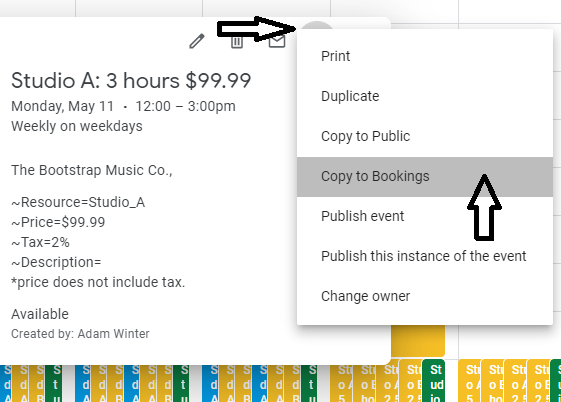 Studio A: 3 hours $99.99
Monday, May 11 • 12:00 – 3:00pm
Weekly on weekdays
The Bootstrap Music Co.,
~Resource=Studio_A
~Price=$99.99
~Tax=2%
~Description=
*price does not include tax.
Available
Created by: Adam Winter
Print
Duplicate
Copy to Public
Copy to Bookings
Publish event
Publish this instance of the event
Change owner